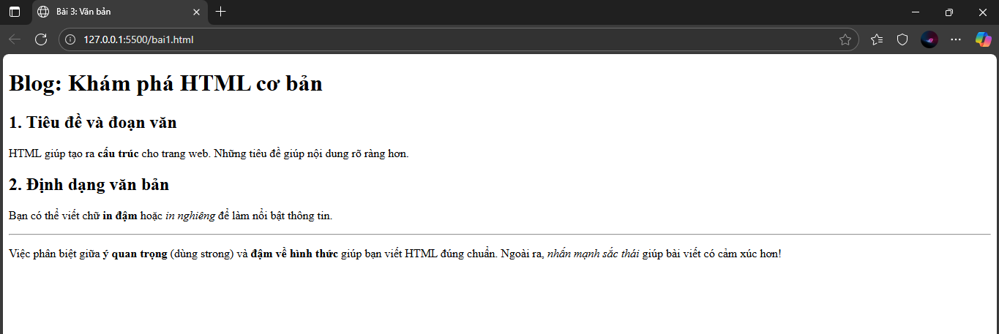 Bài 3: Văn bản
127.0.0.1:5500/bai1.html
Blog: Khám phá HTML cơ bản
1. Tiêu đề và đoạn văn
HTML giúp tạo ra cấu trúc cho trang web. Những tiêu đề giúp nội dung rõ ràng hơn.
2. Định dạng văn bản
Bạn có thể viết chữ in đậm hoặc in nghiêng để làm nổi bật thông tin.
Việc phân biệt giữa ý quan trọng (dùng strong) và đậm về hình thức giúp bạn viết HTML đúng chuẩn. Ngoài ra, nhấn mạnh sắc thái giúp bài viết có cảm xúc hơn!